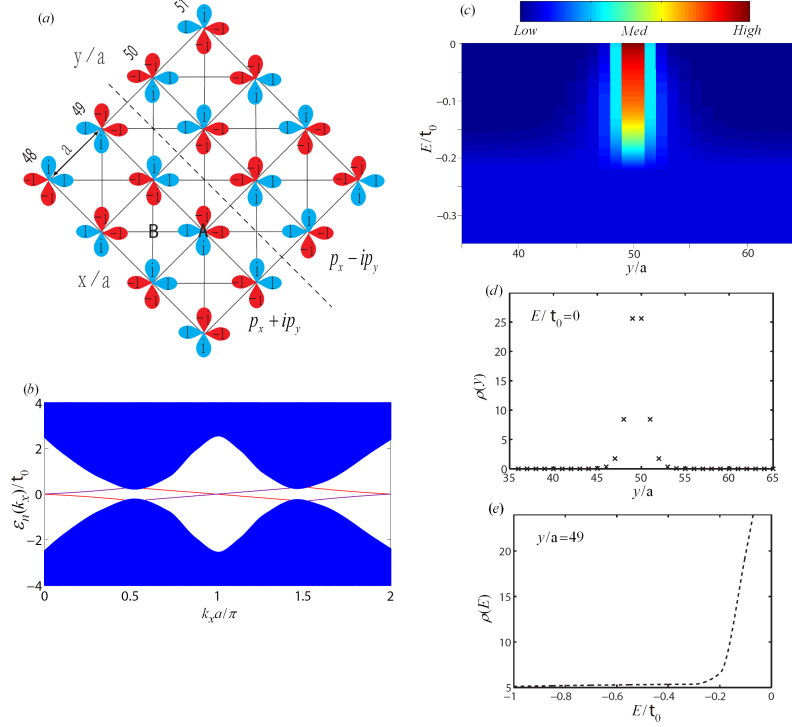 (a)
48
49
50
51
y/a
a
B
A
x/a
p_x − ip_y
p_x + ip_y
1
-1
(b)
ε_n(k_x)/t_0
4
2
0
−2
−4
0
0.5
1
1.5
2
k_x a/π
(c)
Low
Med
High
E/t_0
0
−0.1
−0.2
−0.3
40
50
60
y/a
(d)
E/t_0=0
ρ(y)
25
20
15
10
5
0
35
40
45
50
55
60
65
y/a
(e)
y/a=49
ρ(E)
20
15
10
5
−1
−0.8
−0.6
−0.4
−0.2
0
E/t_0